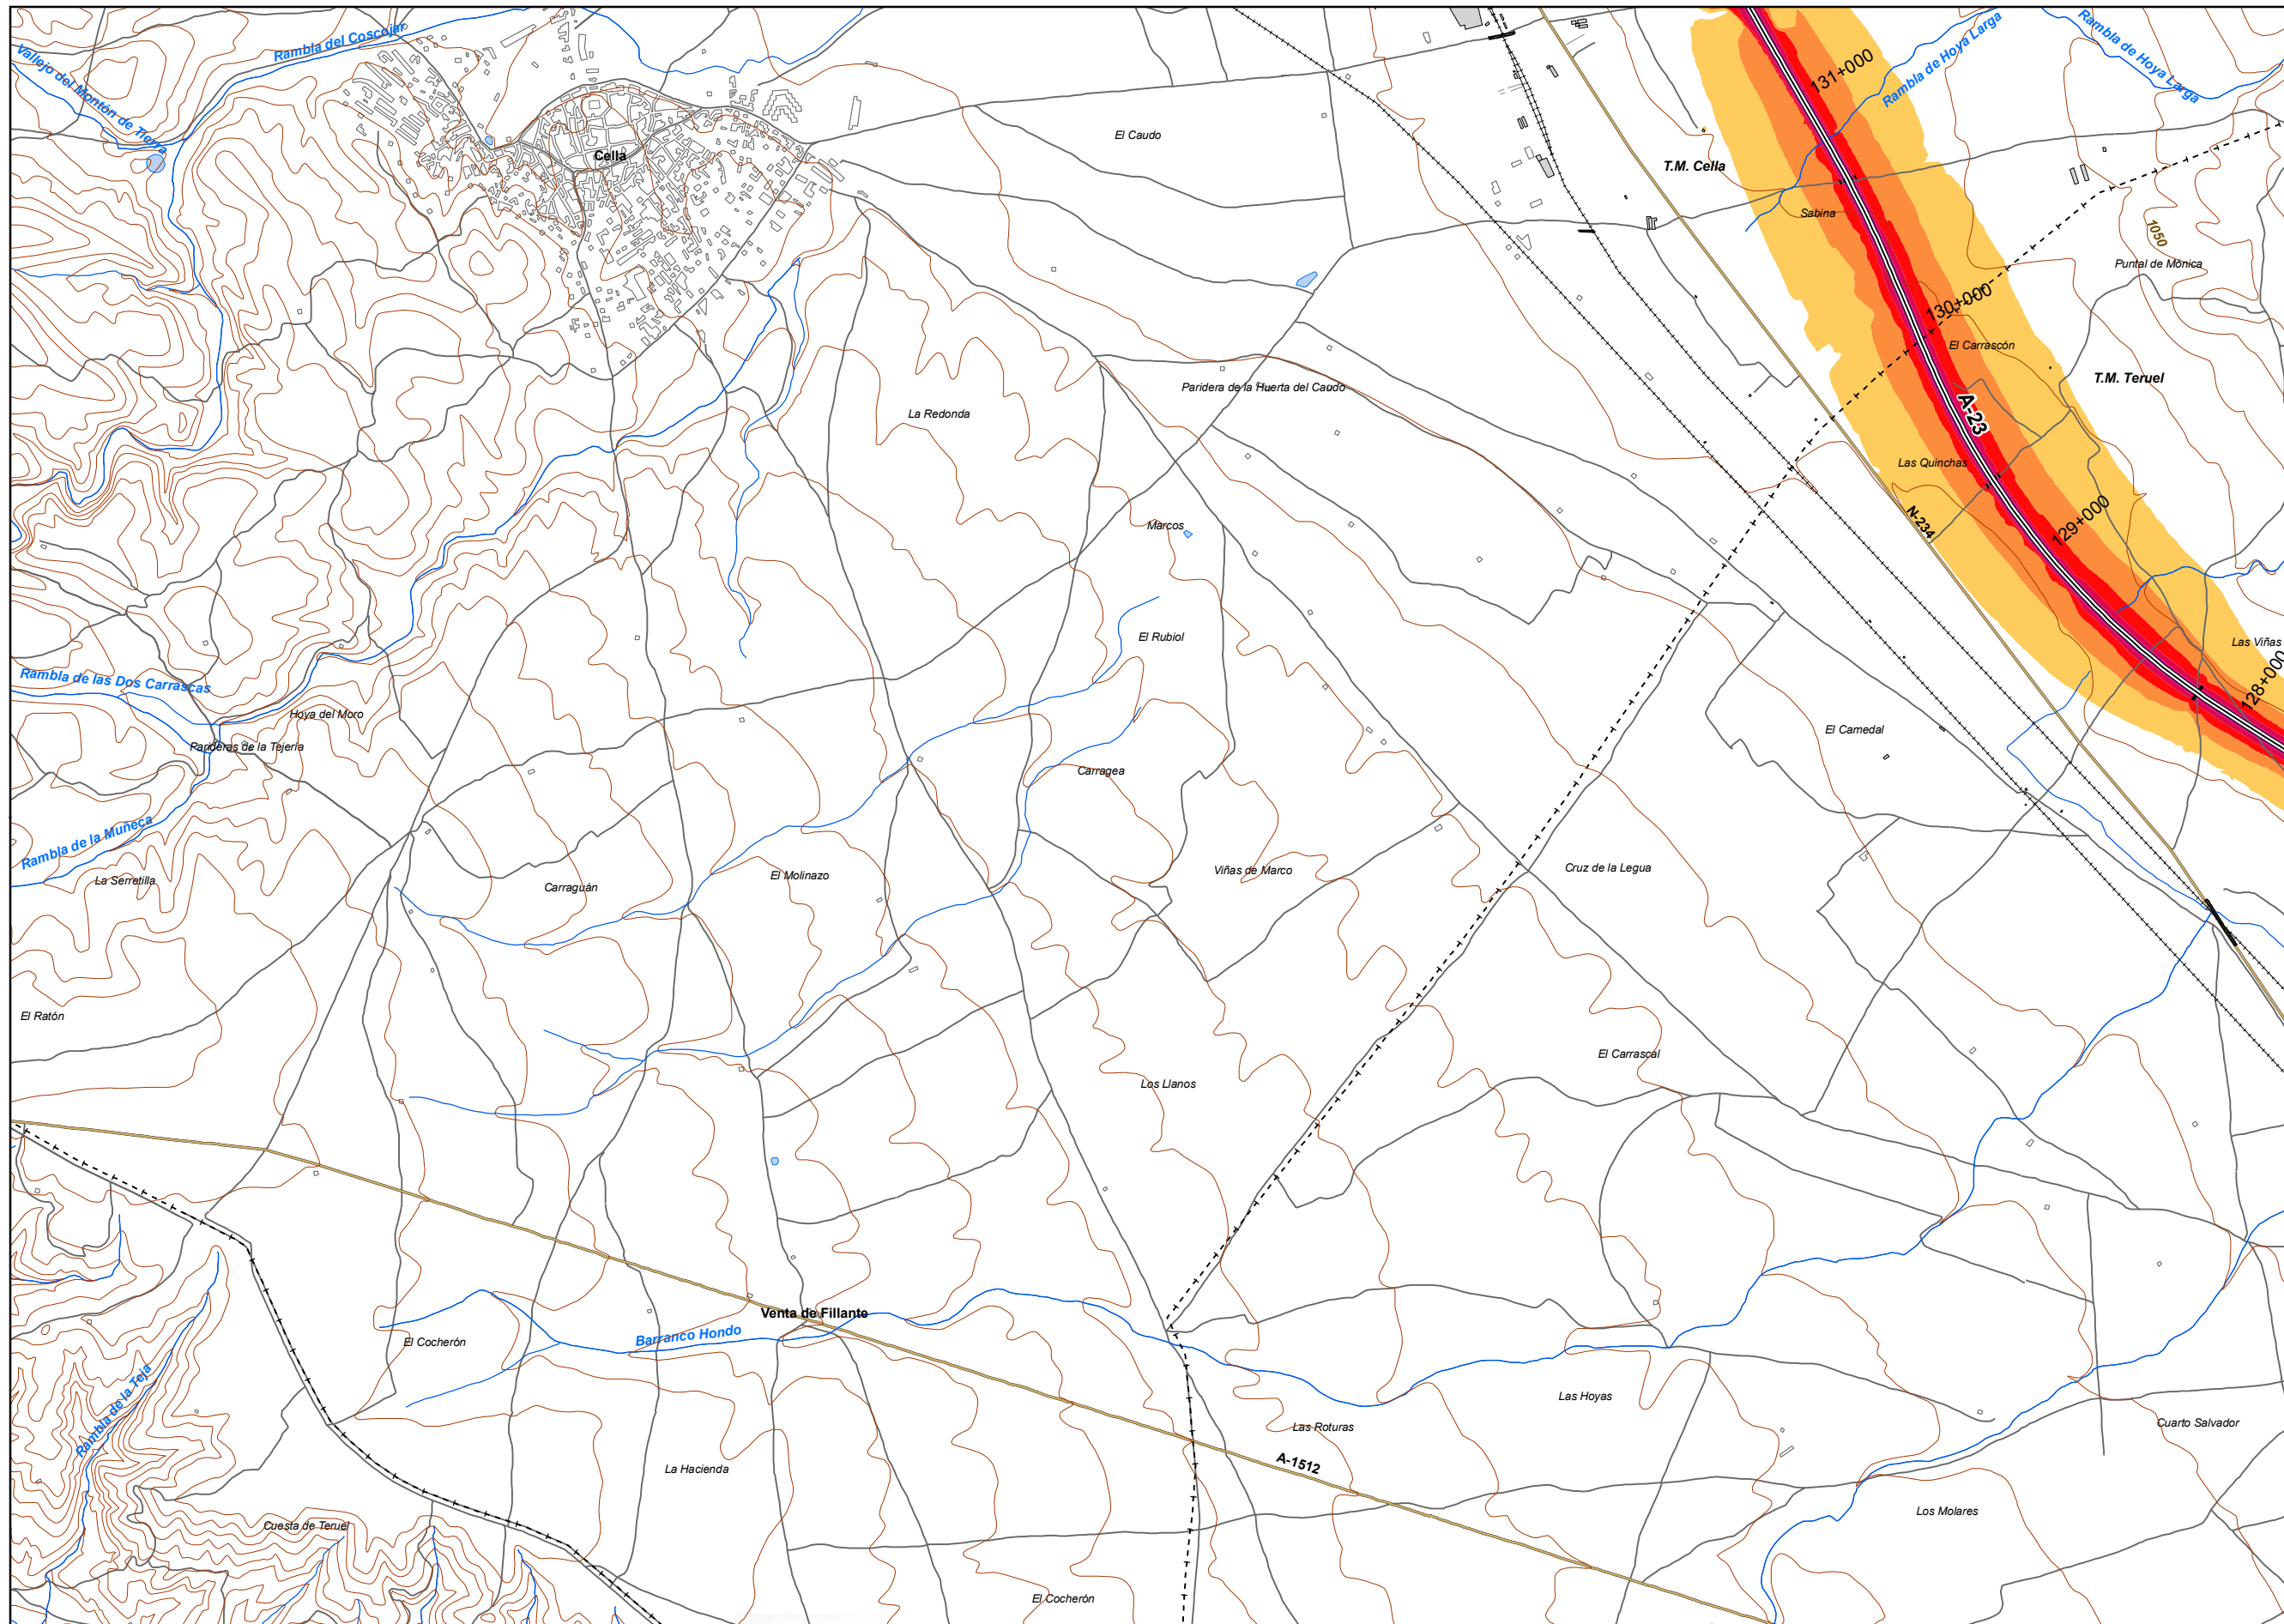 Rambla del Coscojar
Vallejo del Montón de Tierra
Rambla de Hoya Larga
Rambla de Hoya Larga
131+000
El Caudo
Cella
T.M. Cella
Sabina
1050
Puntal de Mónica
130+000
El Carrascón
T.M. Teruel
Paridera de la Huerta del Caudo
La Redonda
A-23
Las Quinchas
N-234
129+000
Marcos
El Rubiol
Las Viñas
128+000
Rambla de las Dos Carrascas
Hoya del Moro
Parideras de la Tejería
El Camedal
Carragea
Rambla de la Muñeca
La Serretilla
Carraguán
El Molinazo
Viñas de Marco
Cruz de la Legua
El Ratón
El Carrascal
Los Llanos
Venta de Fillante
Barranco Hondo
El Cocherón
Rambla de la Teja
Las Hoyas
Las Roturas
Cuarto Salvador
A-1512
La Hacienda
Los Molares
Cuesta de Teruel
El Cocherón